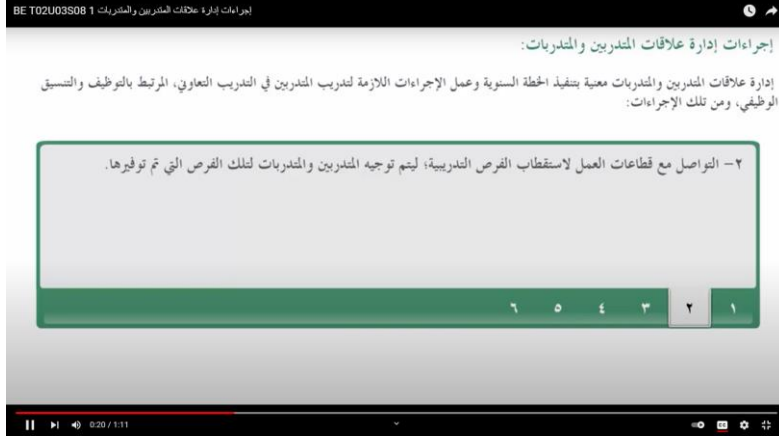 إجراءات إدارة علاقات المتدربين والمتدربات 1 BE T02U03S08
إجراءات إدارة علاقات المتدربين والمتدربات:
إدارة علاقات المتدربين والمتدربات معنية بتنفيذ الخطة السنوية وعمل الإجراءات اللازمة لتدريب المتدربين في التدريب التعاوني، المرتبط بالتوظيف والتنسيق
الوظيفي، ومن تلك الإجراءات:
٢– التواصل مع قطاعات العمل لاستقطاب الفرص التدريبية؛ ليتم توجيه المتدربين والمتدربات لتلك الفرص التي تم توفيرها.
١ ٢ ٣ ٤ ٥ ٦
0:20 / 1:11